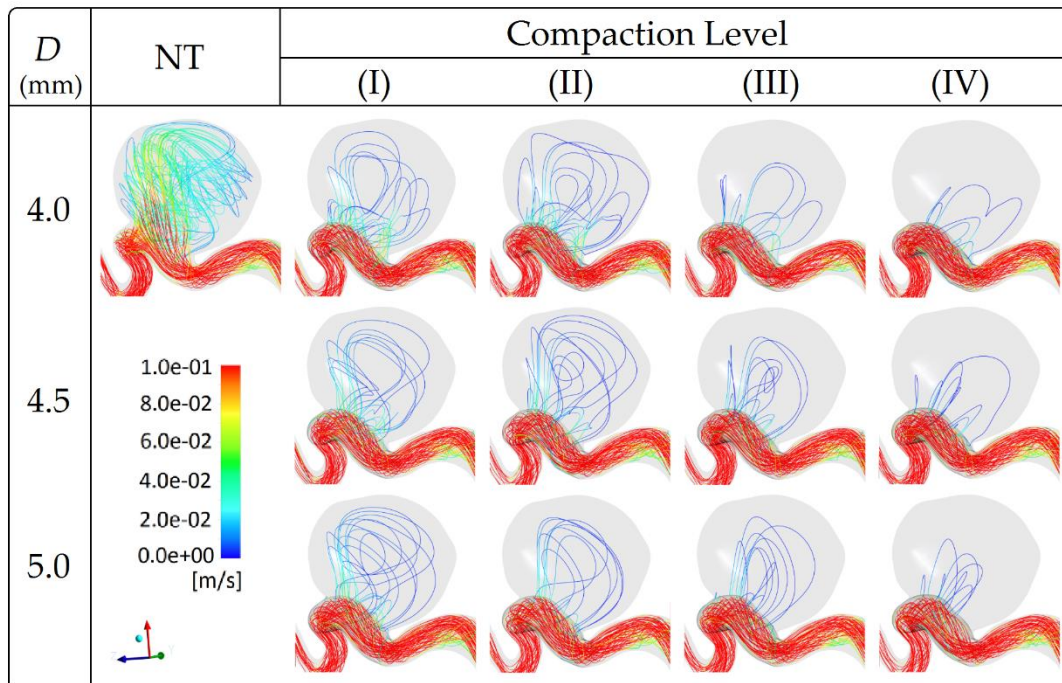 D
(mm)
NT
Compaction Level
(I)
(II)
(III)
(IV)
4.0
4.5
1.0e-01
8.0e-02
6.0e-02
4.0e-02
2.0e-02
0.0e+00
[m/s]
5.0